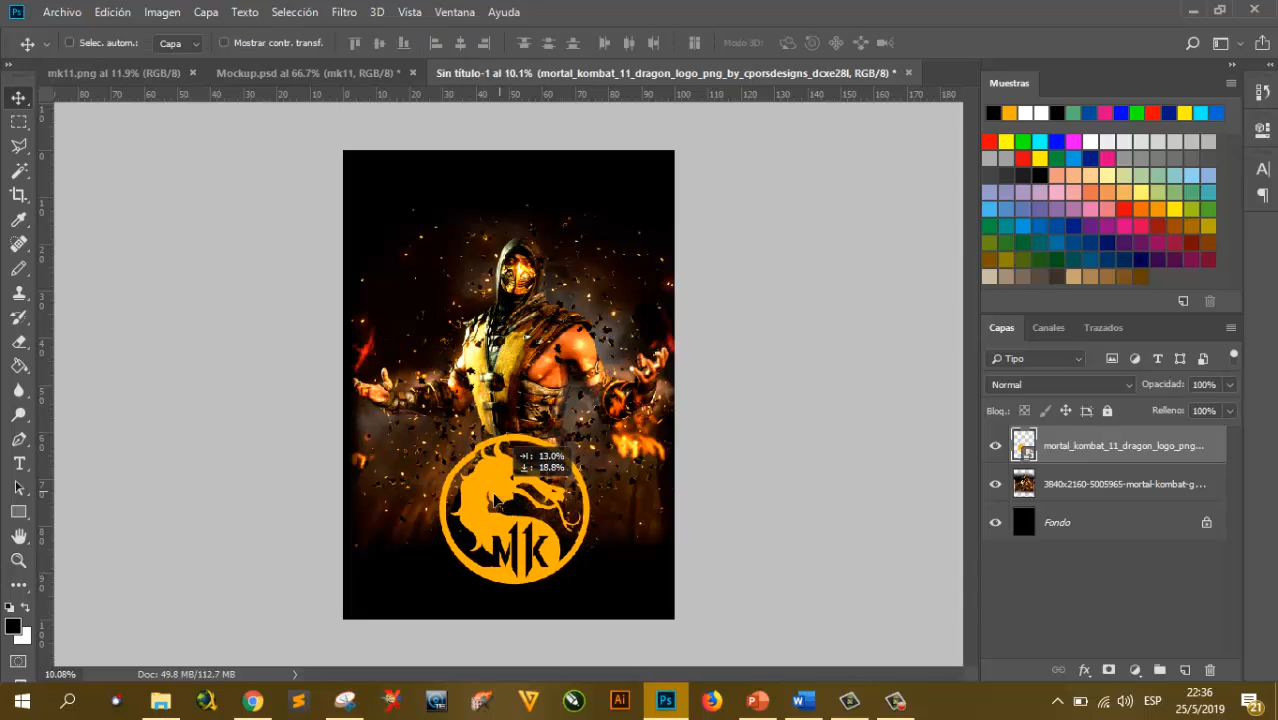 Ps Archivo Edición Imagen Capa Texto Selección Filtro 3D Vista Ventana Ayuda
Selec. autom.: Capa Mostrar contr. transf. Modo 3D:
mk11.png al 11.9% (RGB/8) × Mockup.psd al 66.7% (mk11, RGB/8) * × Sin título-1 al 10.1% (mortal_kombat_11_dragon_logo_png_by_cporsdesigns_dcxe28l, RGB/8) * ×
80 70 60 50 40 30 20 10 0 10 20 30 40 50 60 70 80 90 100 110 120 130 140 150 160 170 180
Muestras
Capas Canales Trazados
Tipo
Normal Opacidad: 100%
Bloq.: Relleno: 100%
mortal_kombat_11_dragon_logo_png...
3840x2160-5005965-mortal-kombat-g...
Fondo
: 13.0%
: 18.8%
MK
10.08% Doc: 49.8 MB/112.7 MB
Ai Ps ESP 22:36
25/5/2019 21